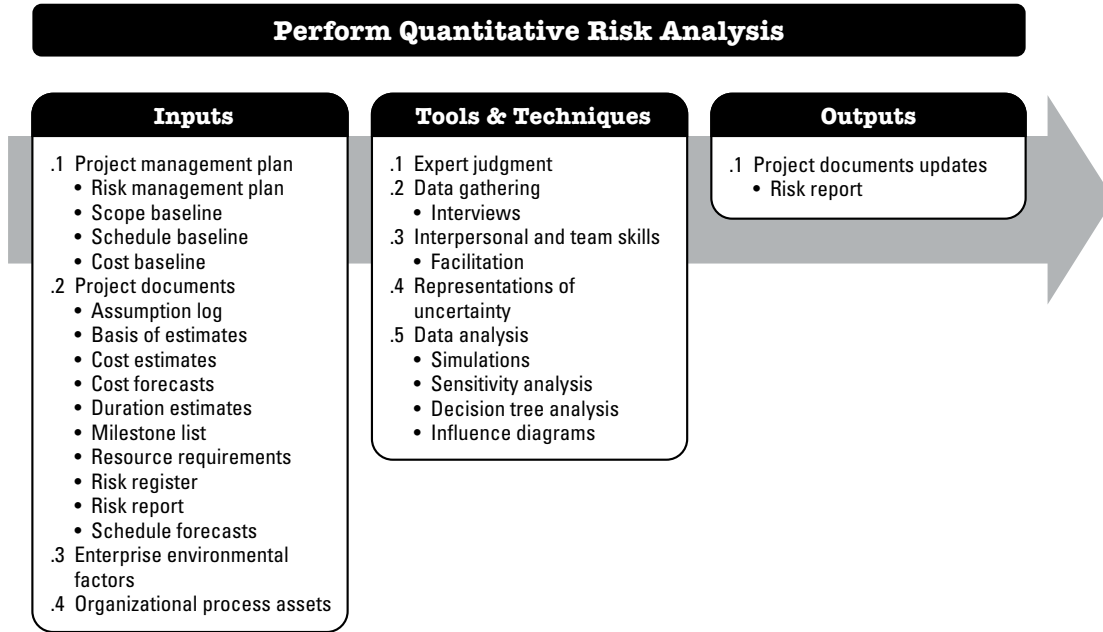 Perform Quantitative Risk Analysis
Inputs
.1 Project management plan
• Risk management plan
• Scope baseline
• Schedule baseline
• Cost baseline
.2 Project documents
• Assumption log
• Basis of estimates
• Cost estimates
• Cost forecasts
• Duration estimates
• Milestone list
• Resource requirements
• Risk register
• Risk report
• Schedule forecasts
.3 Enterprise environmental
factors
.4 Organizational process assets
Tools & Techniques
.1 Expert judgment
.2 Data gathering
• Interviews
.3 Interpersonal and team skills
• Facilitation
.4 Representations of
uncertainty
.5 Data analysis
• Simulations
• Sensitivity analysis
• Decision tree analysis
• Influence diagrams
Outputs
.1 Project documents updates
• Risk report